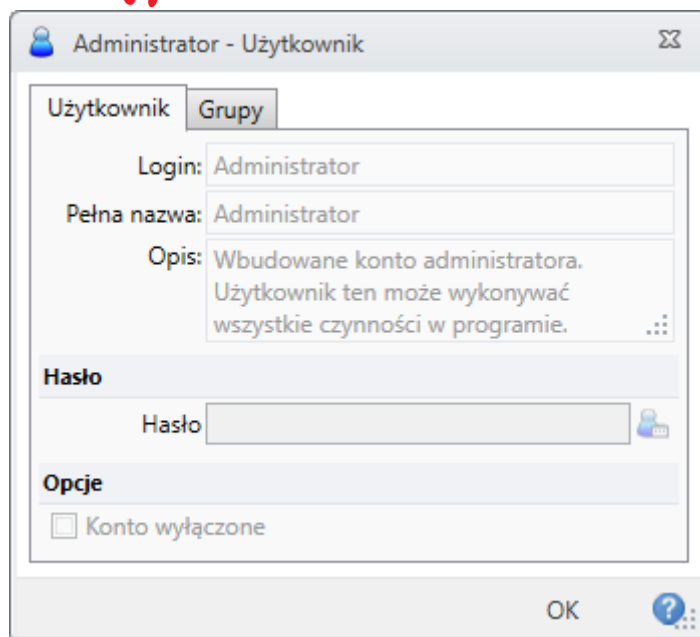 Administrator - Użytkownik
Użytkownik Grupy
Login: Administrator
Pełna nazwa: Administrator
Opis: Wbudowane konto administratora.
Użytkownik ten może wykonywać
wszystkie czynności w programie.
Hasło
Hasło
Opcje
Konto wyłączone
OK ?